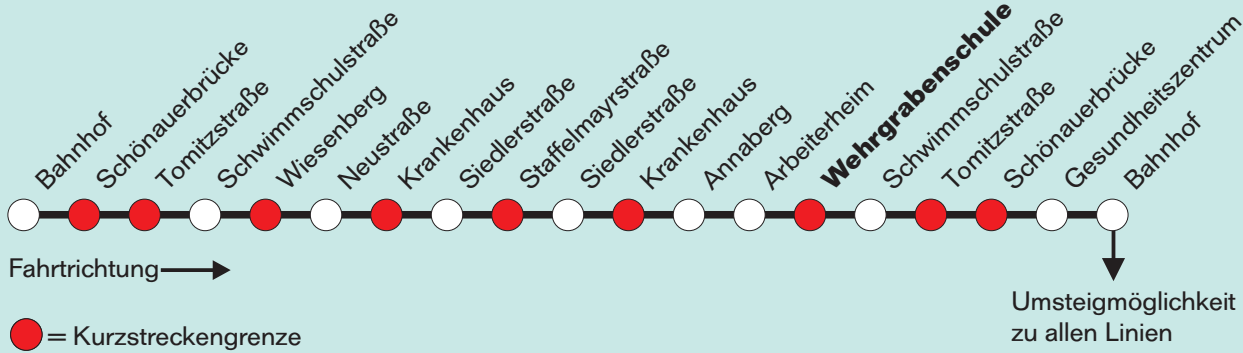 Bahnhof
Schönauerbrücke
Tomitzstraße
Schwimmschulstraße
Wiesenberg
Neustraße
Krankenhaus
Siedlerstraße
Staffelmayrstraße
Siedlerstraße
Krankenhaus
Annaberg
Arbeiterheim
Wehrgrabenschule
Schwimmschulstraße
Tomitzstraße
Schönauerbrücke
Gesundheitszentrum
Bahnhof
Fahrtrichtung
Umsteigmöglichkeit
zu allen Linien
= Kurzstreckengrenze